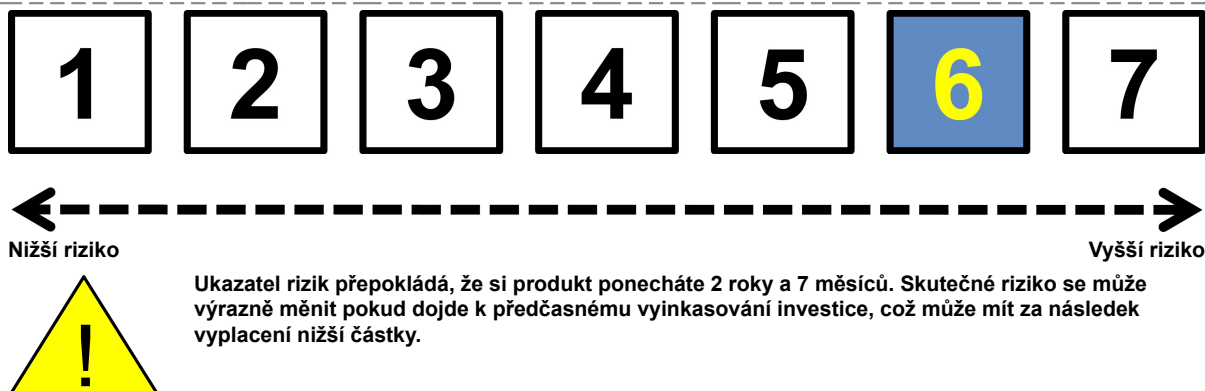 1 2 3 4 5 6 7
Nižší riziko Vyšší riziko
Ukazatel rizik přepokládá, že si produkt ponecháte 2 roky a 7 měsíců. Skutečné riziko se může
výrazně měnit pokud dojde k předčasnému vyinkasování investice, což může mít za následek
vyplacení nižší částky.
!